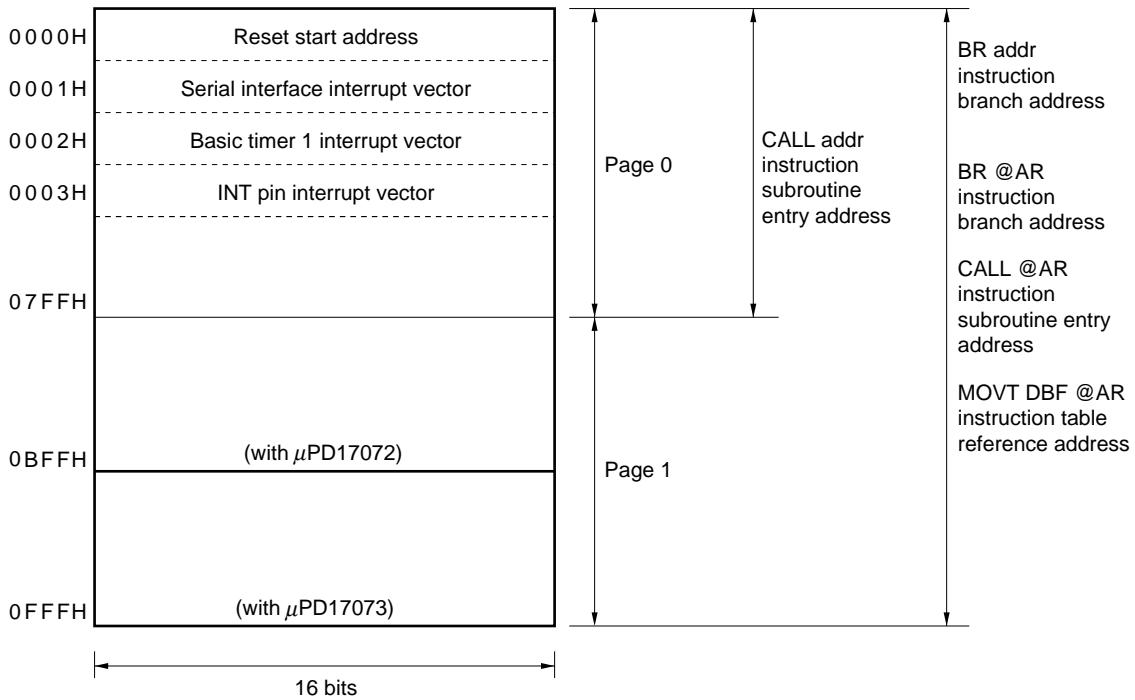 0000H
Reset start address
0001H
Serial interface interrupt vector
0002H
Basic timer 1 interrupt vector
0003H
INT pin interrupt vector
07FFH
0BFFH
(with μPD17072)
0FFFH
(with μPD17073)
16 bits
Page 0
Page 1
CALL addr
instruction
subroutine
entry address
BR addr
instruction
branch address
BR @AR
instruction
branch address
CALL @AR
instruction
subroutine entry
address
MOVT DBF @AR
instruction table
reference address